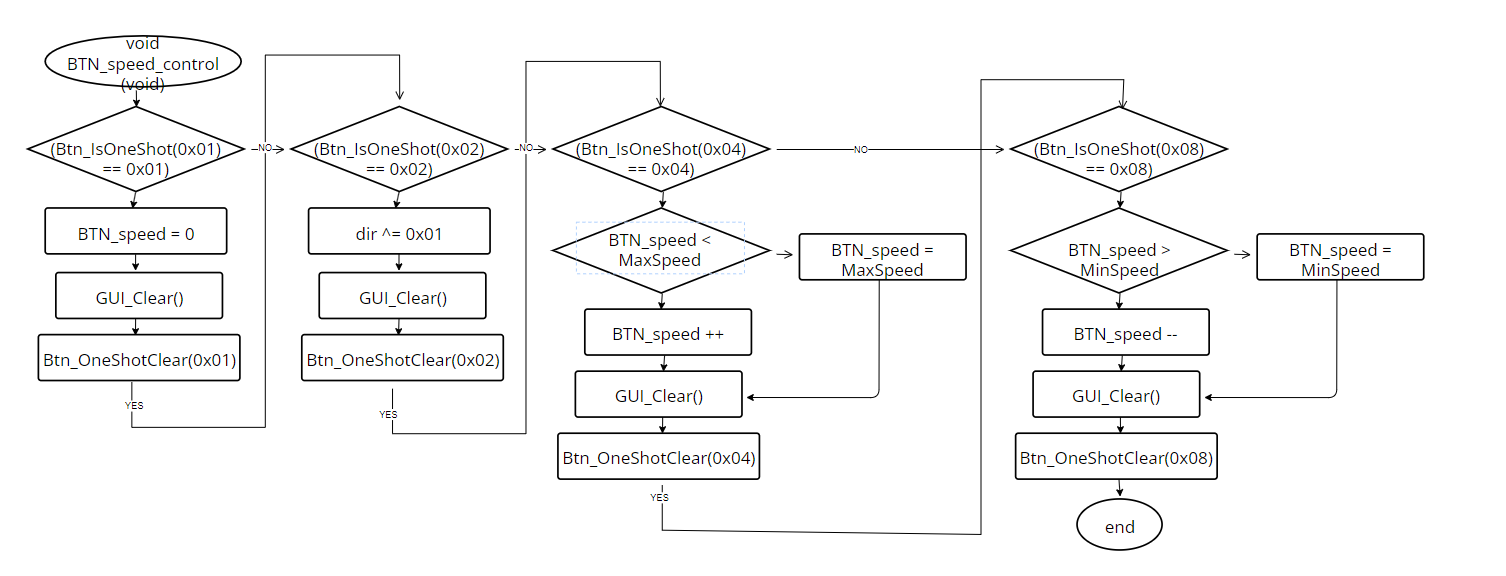 void
BTN_speed_control
(void)
(Btn_IsOneShot(0x01)
== 0x01)
BTN_speed = 0
GUI_Clear()
Btn_OneShotClear(0x01)
YES
NO
(Btn_IsOneShot(0x02)
== 0x02)
dir ^= 0x01
GUI_Clear()
Btn_OneShotClear(0x02)
YES
NO
(Btn_IsOneShot(0x04)
== 0x04)
BTN_speed <
MaxSpeed
BTN_speed =
MaxSpeed
BTN_speed ++
GUI_Clear()
Btn_OneShotClear(0x04)
YES
NO
(Btn_IsOneShot(0x08)
== 0x08)
BTN_speed >
MinSpeed
BTN_speed =
MinSpeed
BTN_speed --
GUI_Clear()
Btn_OneShotClear(0x08)
end